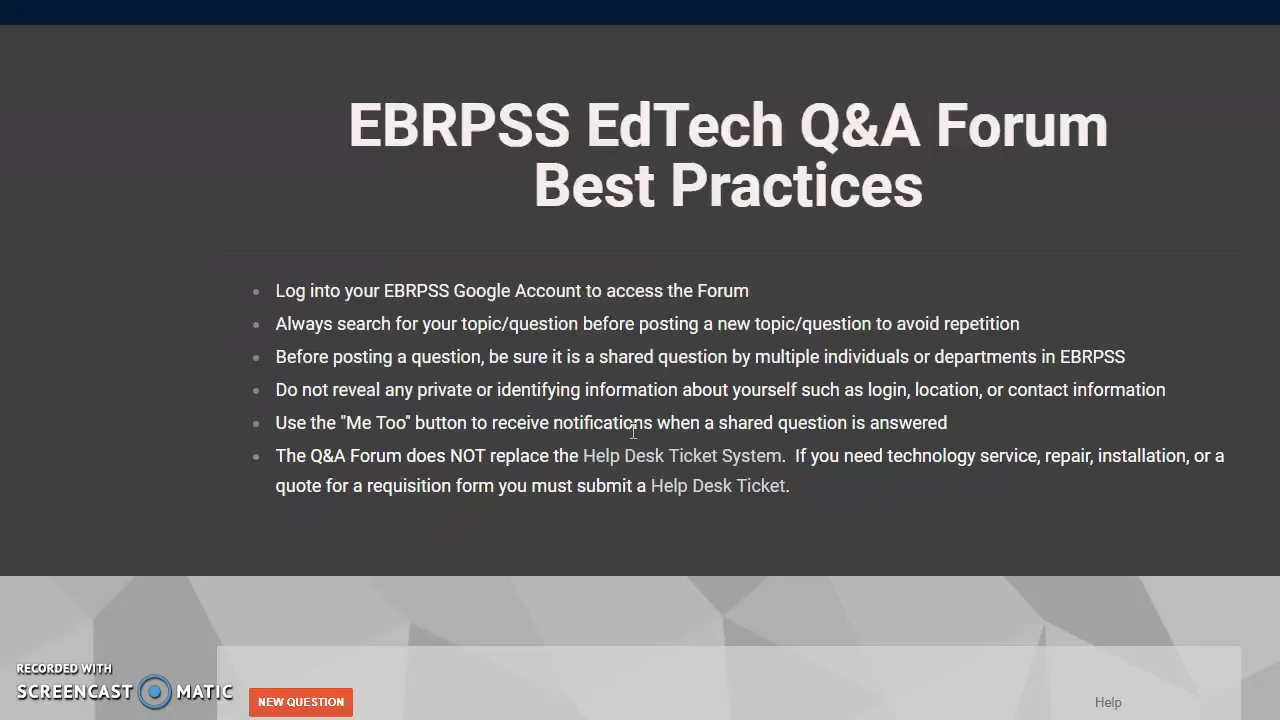 EBRPSS EdTech Q&A Forum
Best Practices
Log into your EBRPSS Google Account to access the Forum
Always search for your topic/question before posting a new topic/question to avoid repetition
Before posting a question, be sure it is a shared question by multiple individuals or departments in EBRPSS
Do not reveal any private or identifying information about yourself such as login, location, or contact information
Use the "Me Too" button to receive notifications when a shared question is answered
The Q&A Forum does NOT replace the Help Desk Ticket System.  If you need technology service, repair, installation, or a
quote for a requisition form you must submit a Help Desk Ticket.
RECORDED WITH
SCREENCAST MATIC
NEW QUESTION
Help